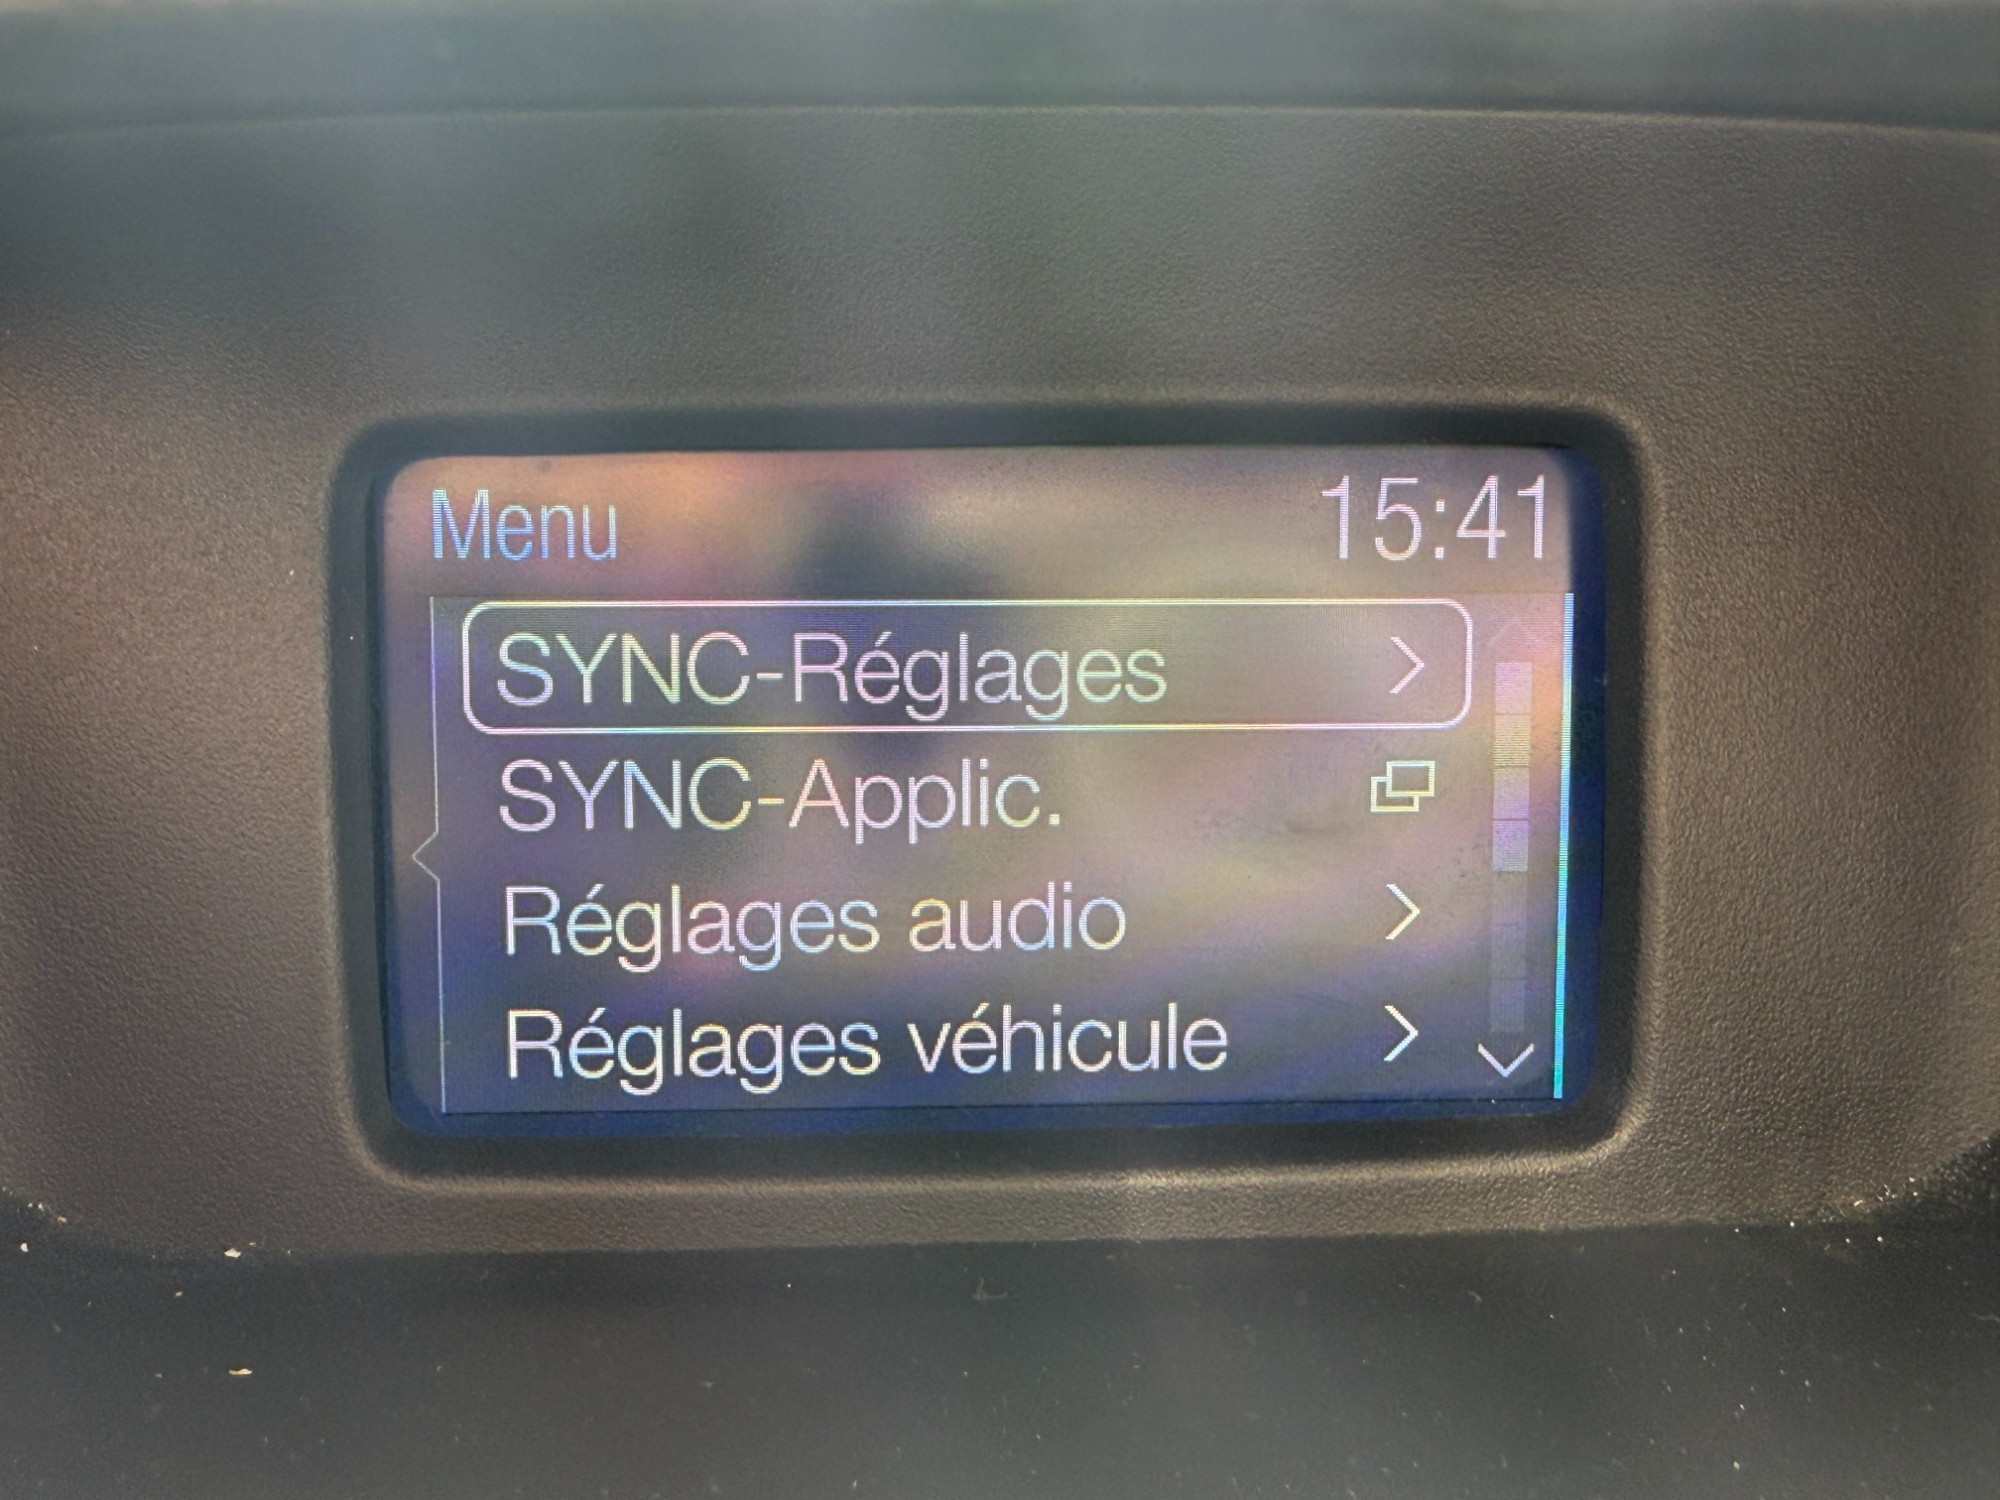 Menu 15:41
SYNC-Réglages
SYNC-Applic.
Réglages audio
Réglages véhicule